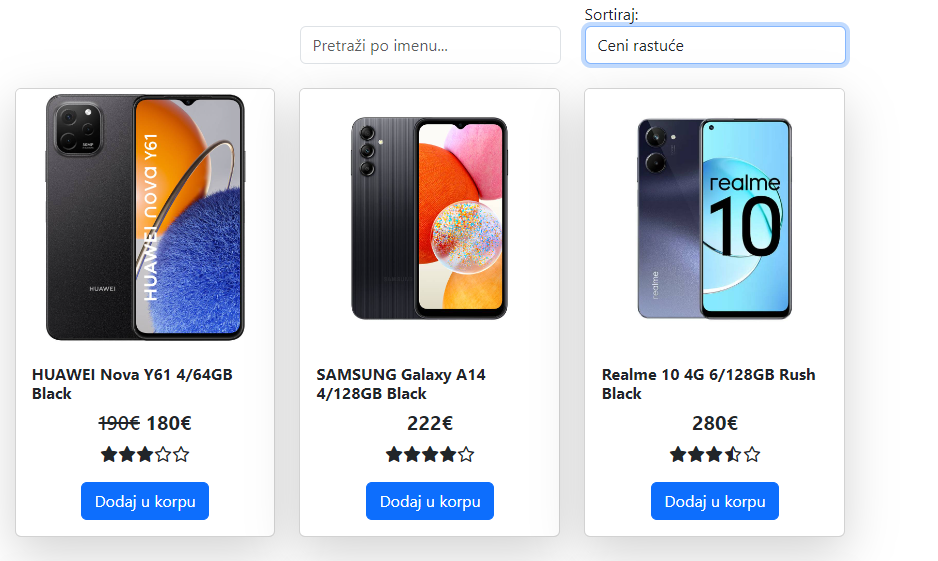 Sortiraj:
Pretraži po imenu...
Ceni rastuće
HUAWEI nova Y61
HUAWEI
realme
10
realme
HUAWEI Nova Y61 4/64GB
Black
190€ 180€
Dodaj u korpu
SAMSUNG Galaxy A14
4/128GB Black
222€
Dodaj u korpu
Realme 10 4G 6/128GB Rush
Black
280€
Dodaj u korpu